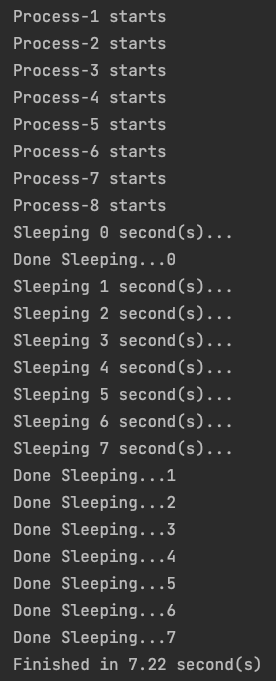 Process-1 starts
Process-2 starts
Process-3 starts
Process-4 starts
Process-5 starts
Process-6 starts
Process-7 starts
Process-8 starts
Sleeping 0 second(s)...
Done Sleeping...0
Sleeping 1 second(s)...
Sleeping 2 second(s)...
Sleeping 3 second(s)...
Sleeping 4 second(s)...
Sleeping 5 second(s)...
Sleeping 6 second(s)...
Sleeping 7 second(s)...
Done Sleeping...1
Done Sleeping...2
Done Sleeping...3
Done Sleeping...4
Done Sleeping...5
Done Sleeping...6
Done Sleeping...7
Finished in 7.22 second(s)